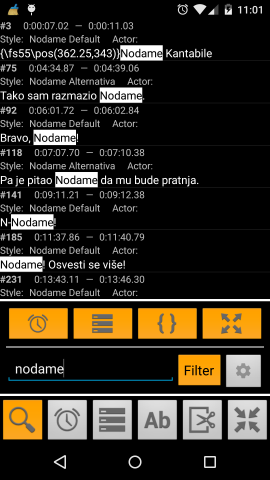 11:01
#3 0:00:07.02 — 0:00:11.03
Style: Nodame Default Actor:
{\fs55\pos(362.25,343)}Nodame Kantabile
#75 0:04:34.87 — 0:04:39.06
Style: Nodame Alternativa Actor:
Tako sam razmazio Nodame.
#92 0:06:01.72 — 0:06:02.84
Style: Nodame Default Actor:
Bravo, Nodame!
#118 0:07:07.70 — 0:07:10.38
Style: Nodame Alternativa Actor:
Pa je pitao Nodame da mu bude pratnja.
#141 0:09:11.21 — 0:09:12.38
Style: Nodame Default Actor:
N-Nodame!
#185 0:11:37.86 — 0:11:40.79
Style: Nodame Default Actor:
Nodame! Osvesti se više!
#231 0:13:43.11 — 0:13:46.30
Style: Nodame Default Actor:
{ }
nodame Filter
Ab